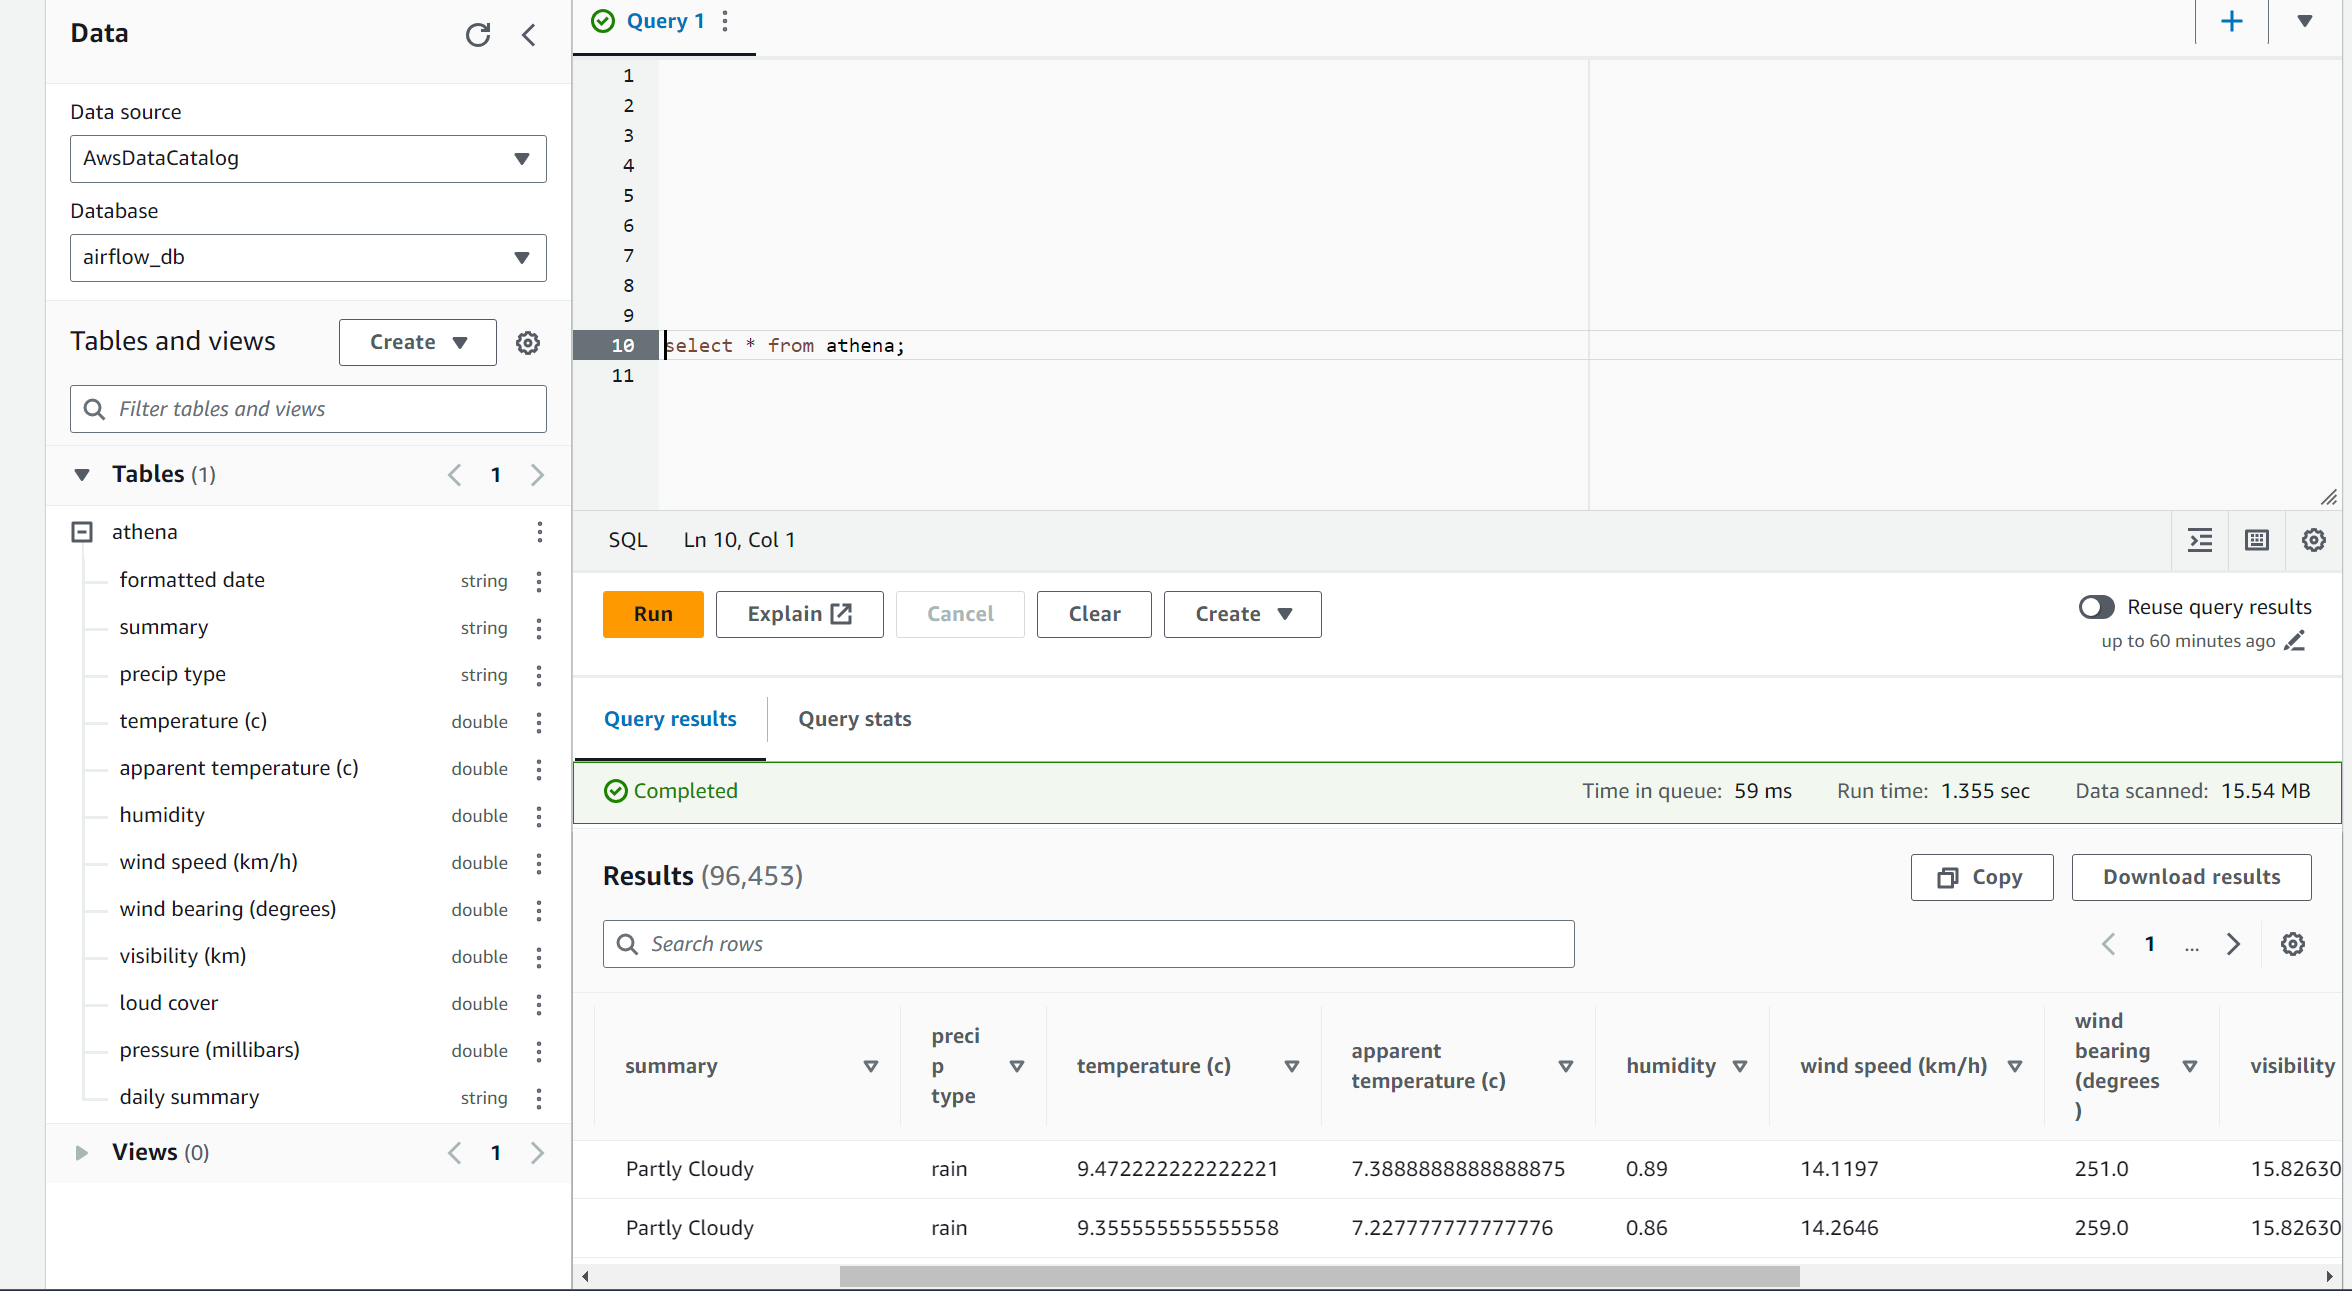 Data
Data source
AwsDataCatalog
Database
airflow_db
Tables and views
Create
Filter tables and views
Tables (1)
1
athena
formatted date string
summary string
precip type string
temperature (c) double
apparent temperature (c) double
humidity double
wind speed (km/h) double
wind bearing (degrees) double
visibility (km) double
loud cover double
pressure (millibars) double
daily summary string
Views (0)
1
Query 1
1
2
3
4
5
6
7
8
9
10 select * from athena;
11
SQL Ln 10, Col 1
Run Explain Cancel Clear Create
Reuse query results
up to 60 minutes ago
Query results Query stats
Completed Time in queue: 59 ms Run time: 1.355 sec Data scanned: 15.54 MB
Results (96,453) Copy Download results
Search rows
1 ...
summary
preci
p
type
temperature (c)
apparent
temperature (c)
humidity
wind speed (km/h)
wind
bearing
(degrees
)
visibility
Partly Cloudy rain 9.472222222222221 7.3888888888888875 0.89 14.1197 251.0 15.82630
Partly Cloudy rain 9.355555555555558 7.227777777777776 0.86 14.2646 259.0 15.82630